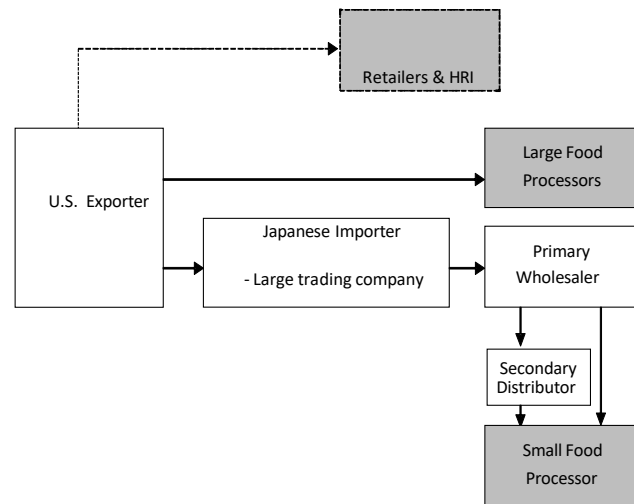 Retailers & HRI
Large Food
Processors
U.S. Exporter
Japanese Importer
- Large trading company
Primary
Wholesaler
Secondary
Distributor
Small Food
Processor